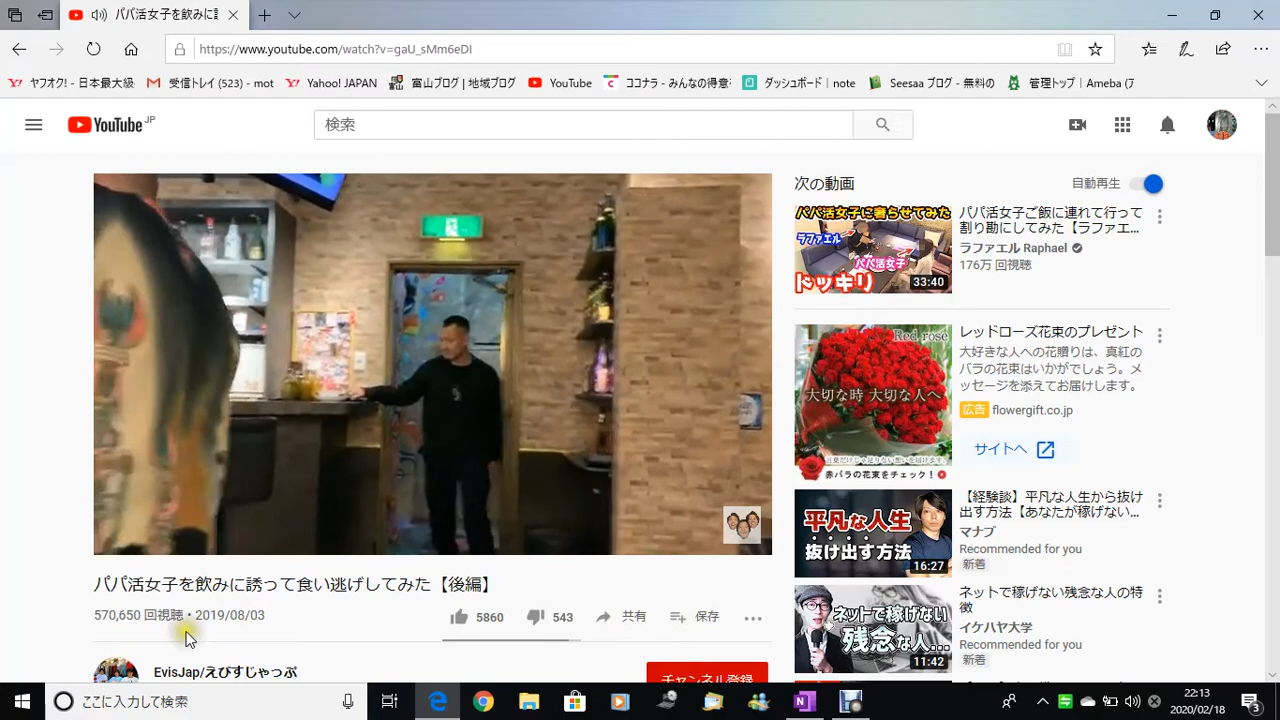 パパ活女子を飲みに誘
https://www.youtube.com/watch?v=gaU_sMm6eDI
ヤフオク! - 日本最大級
受信トレイ (523) - mot
Yahoo! JAPAN
富山ブログ | 地域ブログ
YouTube
ココナラ - みんなの得意
ダッシュボード | note
Seesaa ブログ - 無料の
管理トップ | Ameba (ア
YouTube JP
検索
次の動画
自動再生
パパ活女子に奢らせてみた
ラファエル
パパ活女子
ドッキリ
33:40
パパ活女子ご飯に連れて行って
割り勘にしてみた【ラファエ...
ラファエル Raphael
176万 回視聴
Red rose
大切な時 大切な人へ
赤バラの花束をチェック!
レッドローズ花束のプレゼント
大好きな人への花贈りは、真紅の
バラの花束はいかがでしょう。メ
ッセージを添えてお届けします。
広告 flowergift.co.jp
サイトへ
平凡な人生
抜け出す方法
16:27
【経験談】平凡な人生から抜け
出す方法【あなたが稼げない...
マナブ
Recommended for you
新着
ネットで稼げない
残念な人...
11:42
ネットで稼げない残念な人の特
徴
イケハヤ大学
Recommended for you
新着
パパ活女子を飲みに誘って食い逃げしてみた【後編】
570,650 回視聴・2019/08/03
5860
543
共有
保存
EvisJap/えびすじゃっぷ
チャンネル登録
ここに入力して検索
22:13
2020/02/18
3